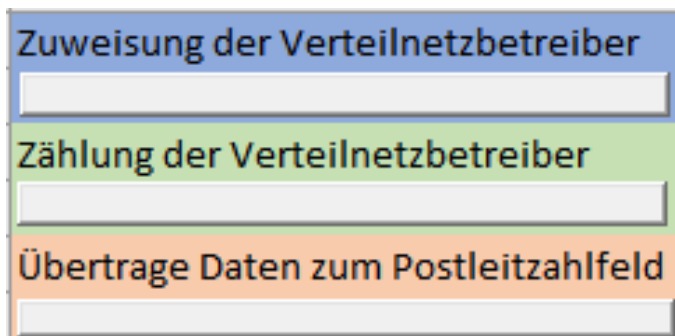 Zuweisung der Verteilnetzbetreiber
Zählung der Verteilnetzbetreiber
Übertrage Daten zum Postleitzahlfeld